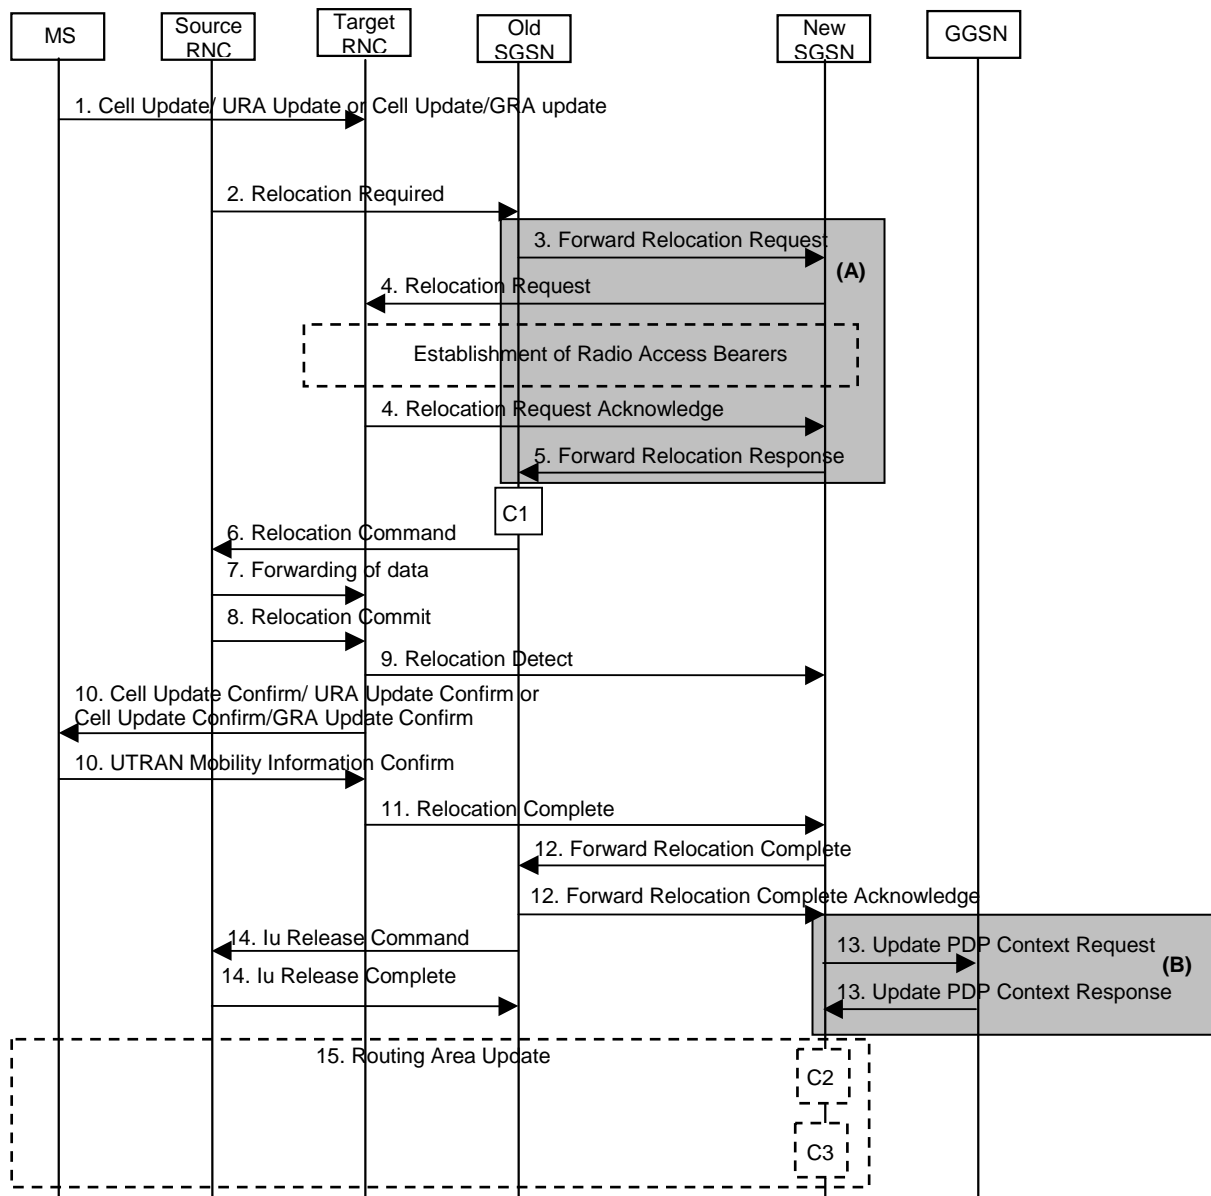 MS
Source
RNC
Target
RNC
Old
SGSN
New
SGSN
GGSN
1. Cell Update/ URA Update or Cell Update/GRA update
2. Relocation Required
3. Forward Relocation Request
(A)
4. Relocation Request
Establishment of Radio Access Bearers
4. Relocation Request Acknowledge
5. Forward Relocation Response
C1
6. Relocation Command
7. Forwarding of data
8. Relocation Commit
9. Relocation Detect
10. Cell Update Confirm/ URA Update Confirm or
Cell Update Confirm/GRA Update Confirm
10. UTRAN Mobility Information Confirm
11. Relocation Complete
12. Forward Relocation Complete
12. Forward Relocation Complete Acknowledge
14. Iu Release Command
13. Update PDP Context Request
(B)
14. Iu Release Complete
13. Update PDP Context Response
15. Routing Area Update
C2
C3